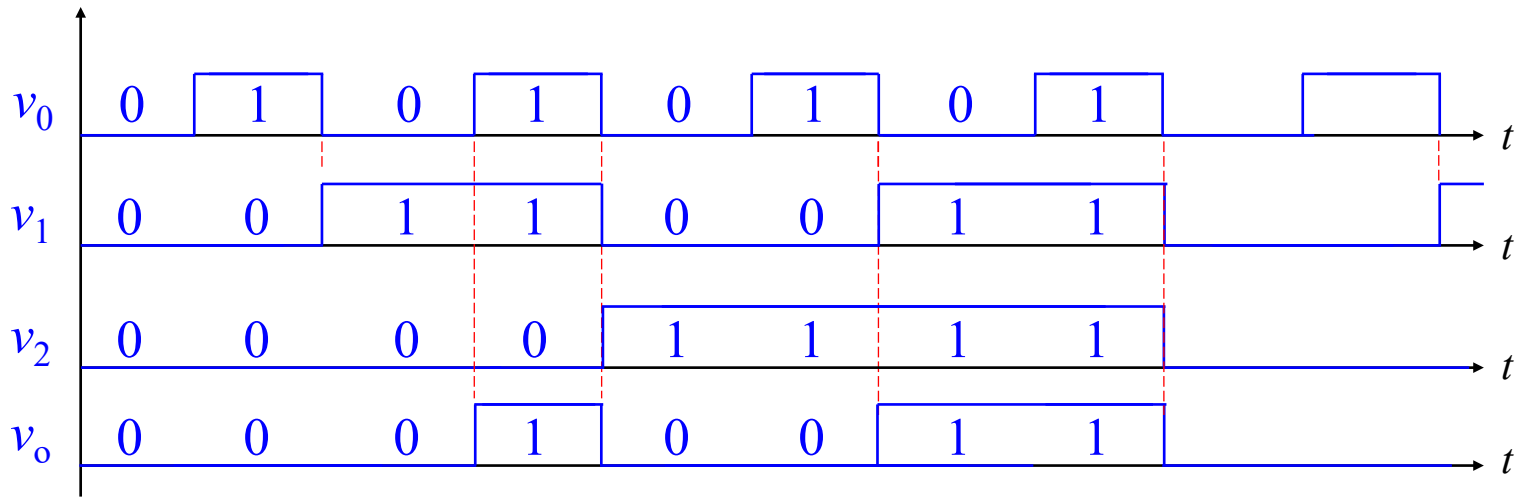 v0 0 1 0 1 0 1 0 1 t
v1 0 0 1 1 0 0 1 1 t
v2 0 0 0 0 1 1 1 1 t
vo 0 0 0 1 0 0 1 1 t